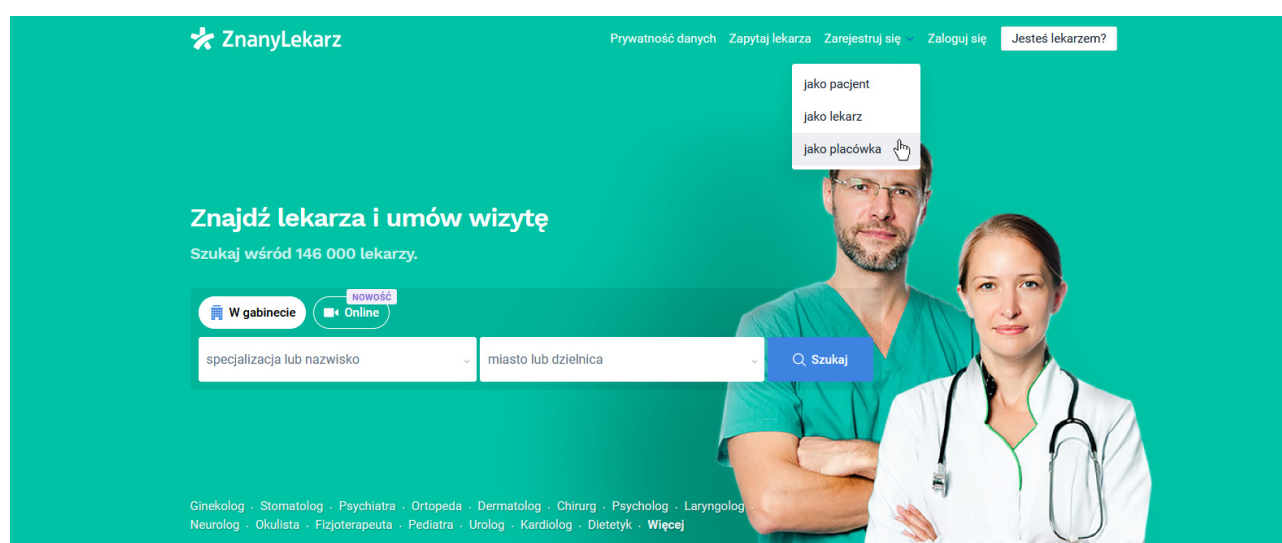 ZnanyLekarz
Prywatność danych Zapytaj lekarza Zarejestruj się Zaloguj się Jesteś lekarzem?
jako pacjent
jako lekarz
jako placówka
Znajdź lekarza i umów wizytę
Szukaj wśród 146 000 lekarzy.
NOWOŚĆ
W gabinecie Online
specjalizacja lub nazwisko miasto lub dzielnica Szukaj
Ginekolog · Stomatolog · Psychiatra · Ortopeda · Dermatolog · Chirurg · Psycholog · Laryngolog ·
Neurolog · Okulista · Fizjoterapeuta · Pediatra · Urolog · Kardiolog · Dietetyk · Więcej